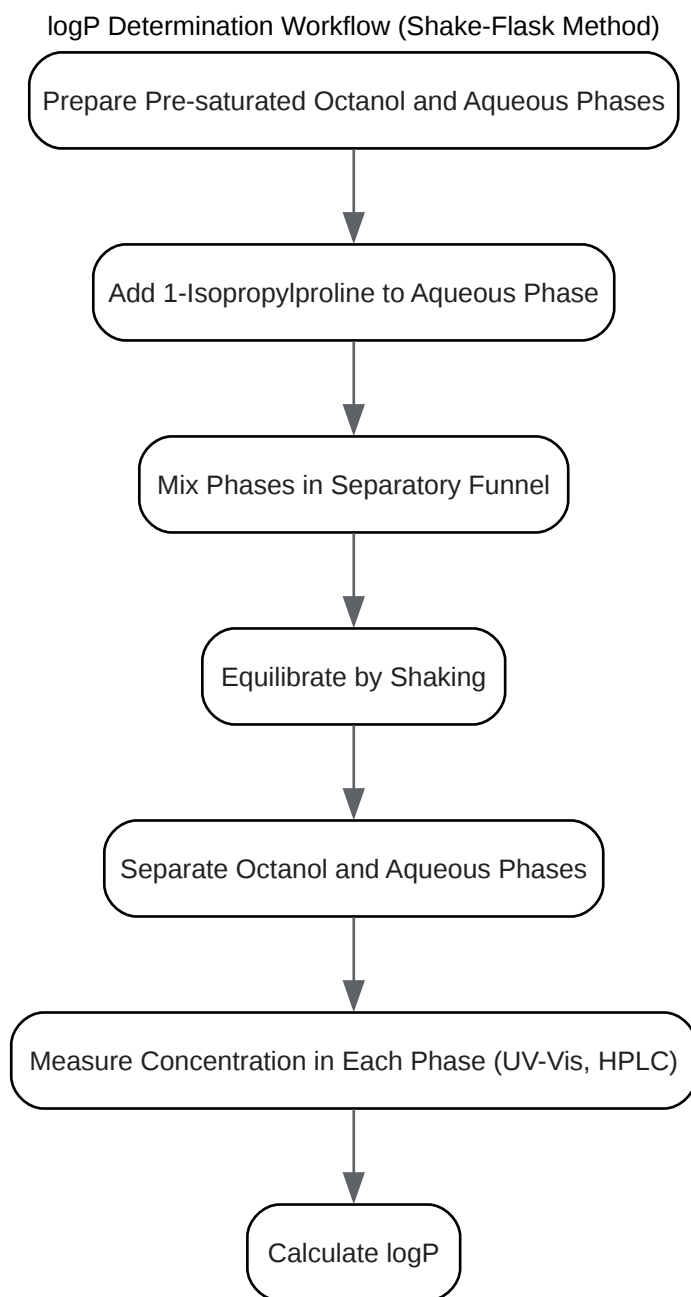 logP Determination Workflow (Shake-Flask Method)
Prepare Pre-saturated Octanol and Aqueous Phases
Add 1-Isopropylproline to Aqueous Phase
Mix Phases in Separatory Funnel
Equilibrate by Shaking
Separate Octanol and Aqueous Phases
Measure Concentration in Each Phase (UV-Vis, HPLC)
Calculate logP